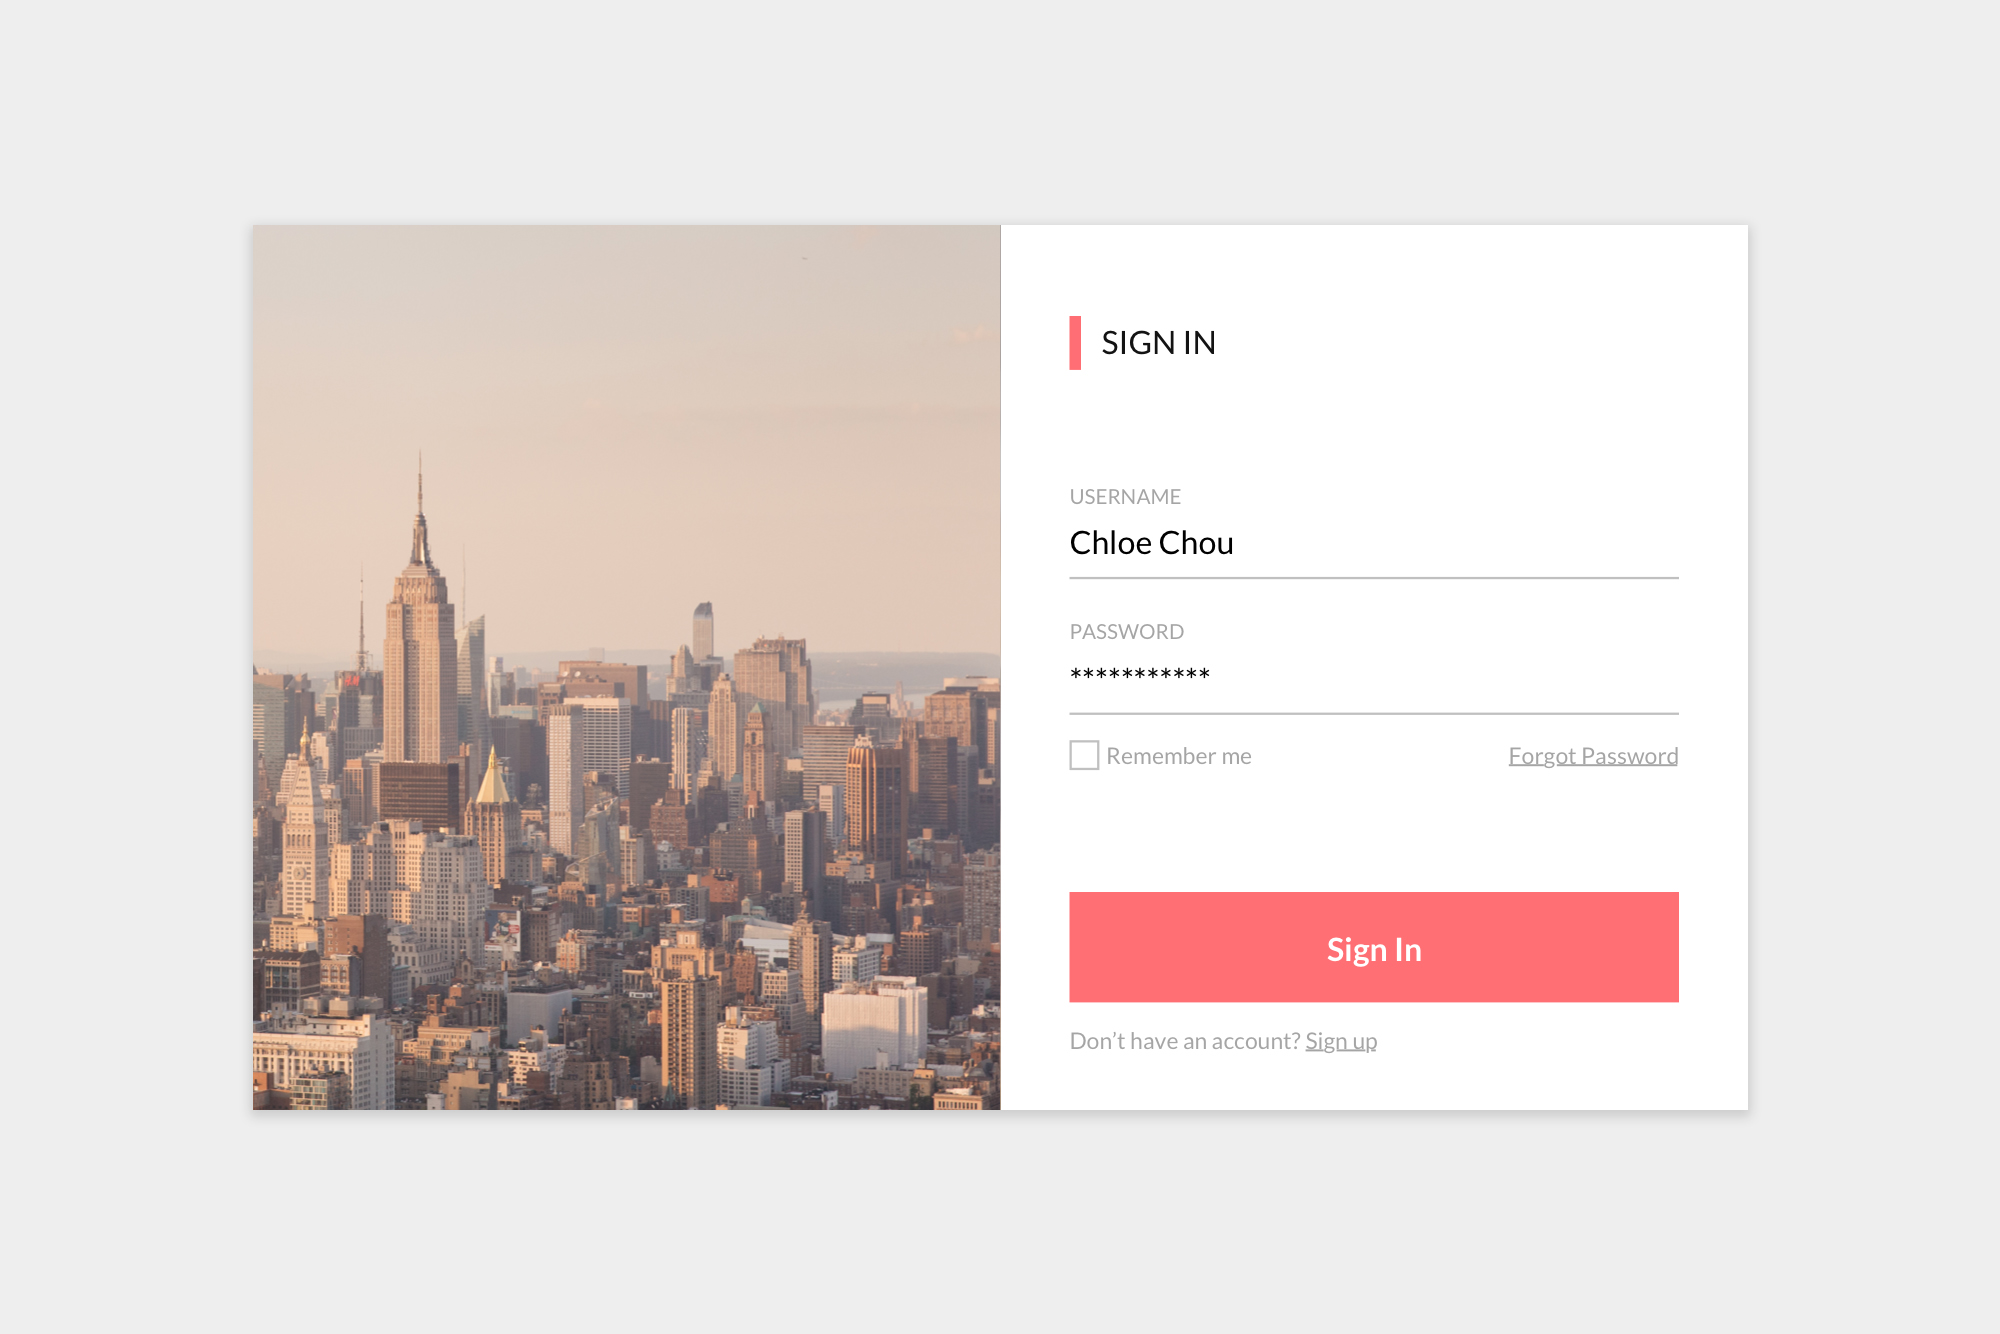 SIGN IN
USERNAME
Chloe Chou
PASSWORD
***********
Remember me
Forgot Password
Sign In
Don’t have an account? Sign up